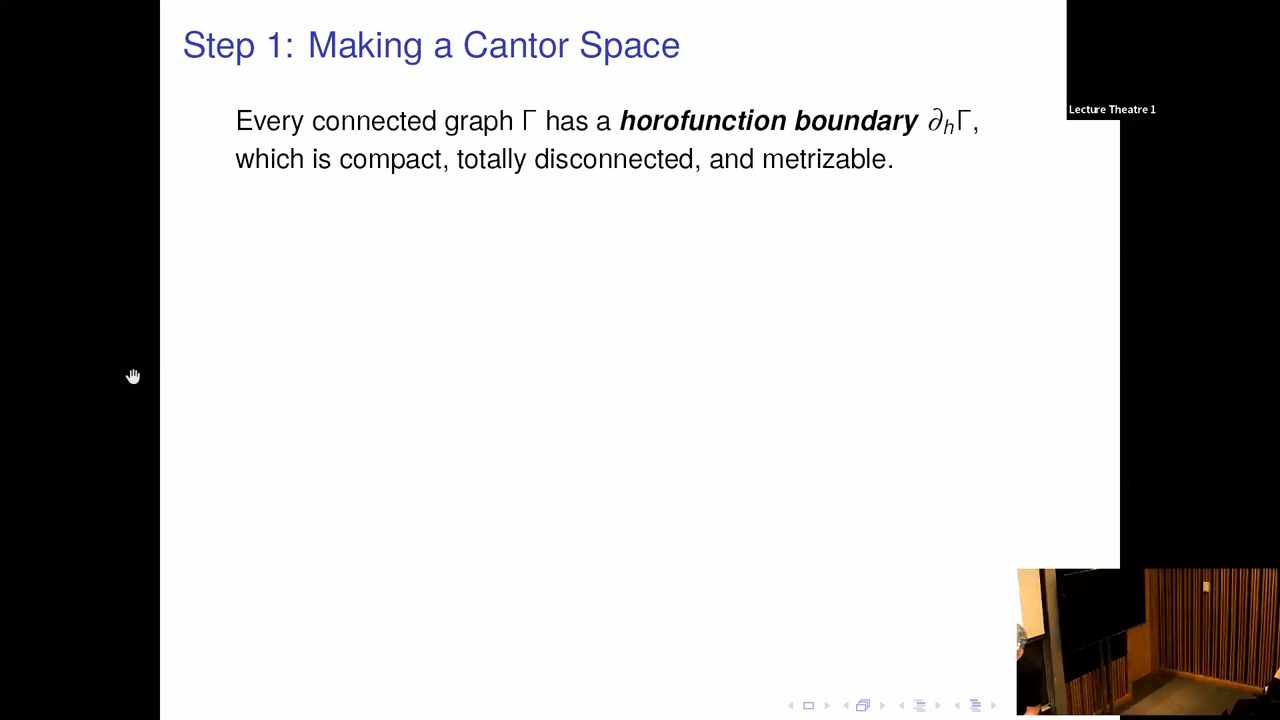 Step 1: Making a Cantor Space
Every connected graph Γ has a horofunction boundary ∂ₕΓ,
which is compact, totally disconnected, and metrizable.
Lecture Theatre 1